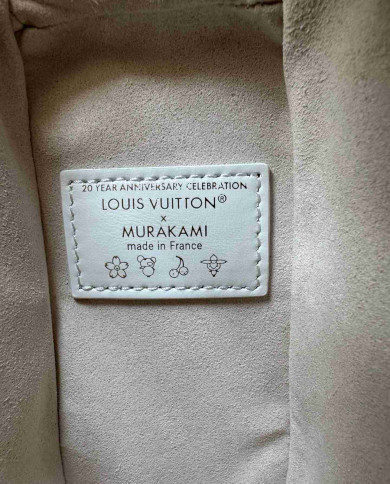 20 YEAR ANNIVERSARY CELEBRATION
LOUIS VUITTON®
x
MURAKAMI
made in France